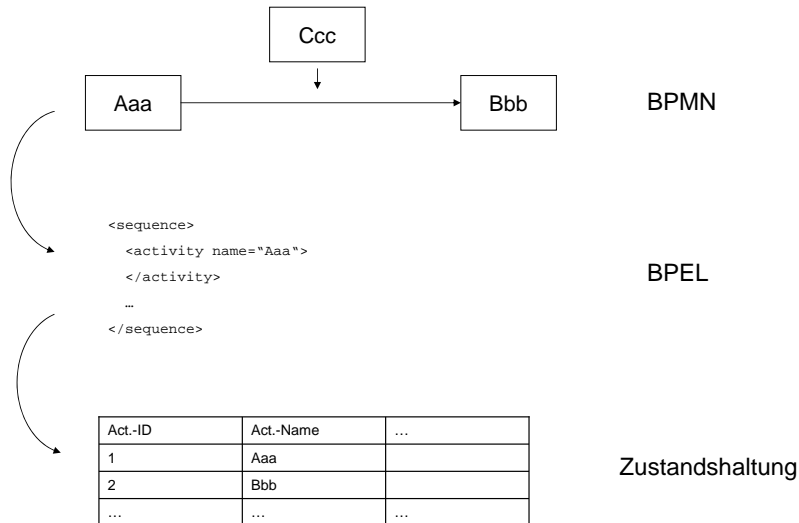 Ccc
Aaa
Bbb
BPMN
<sequence>
<activity name="Aaa“>
</activity>
…
</sequence>
BPEL
Act.-ID Act.-Name …
1 Aaa
2 Bbb
… … …
Zustandshaltung